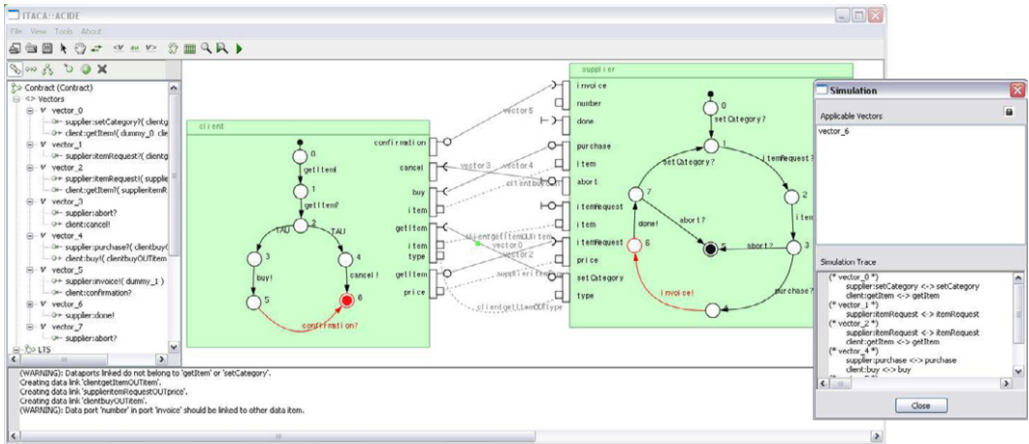 ITACA::ACIDE
File View Tools About
Contract (Contract)
<> Vectors
V vector_0
supplier:setCategory?( clientg
client:getItem!( dummy_0 clie
V vector_1
supplier:itemRequest?( clientg
V vector_2
supplier:itemRequest!( supplie
client:getItem?( supplieritemR
V vector_3
supplier:abort?
client:cancel!
V vector_4
supplier:purchase?( clientbuyO
client:buy!( clientbuyOUTitem
V vector_5
supplier:invoice!( dummy_1 )
client:confirmation?
V vector_6
supplier:done!
V vector_7
supplier:abort?
LTS
client
0
getItem!
1
getItem?
2
TAU
TAU
3
4
buy!
cancel!
5
6
confirmation?
confirmation
cancel
buy
item
getItem
item
type
getItem
price
vector5
vector3
vector4
clientgetItemOUTitem
vector0
vector2
clientgetItemOUTtype
supplier
invoice
number
done
purchase
item
abort
itemRequest
item
itemRequest
price
setCategory
type
0
setCategory?
1
setCategory?
itemRequest?
7
2
abort?
item
done!
6
5
abort?
3
invoice!
purchase?
4
Simulation
Applicable Vectors
vector_6
Simulation Trace
(* vector_0 *)
supplier:setCategory <-> setCategory
client:getItem <-> getItem
(* vector_1 *)
supplier:itemRequest <-> itemRequest
(* vector_2 *)
supplier:itemRequest <-> itemRequest
client:getItem <-> getItem
(* vector_4 *)
supplier:purchase <-> purchase
client:buy <-> buy
Close
(WARNING): Dataports linked do not belong to 'getItem' or 'setCategory'.
Creating data link 'clientgetItemOUTitem'.
Creating data link 'supplieritemRequestOUTprice'.
Creating data link 'clientbuyOUTitem'.
(WARNING): Data port 'number' in port 'invoice' should be linked to other data item.